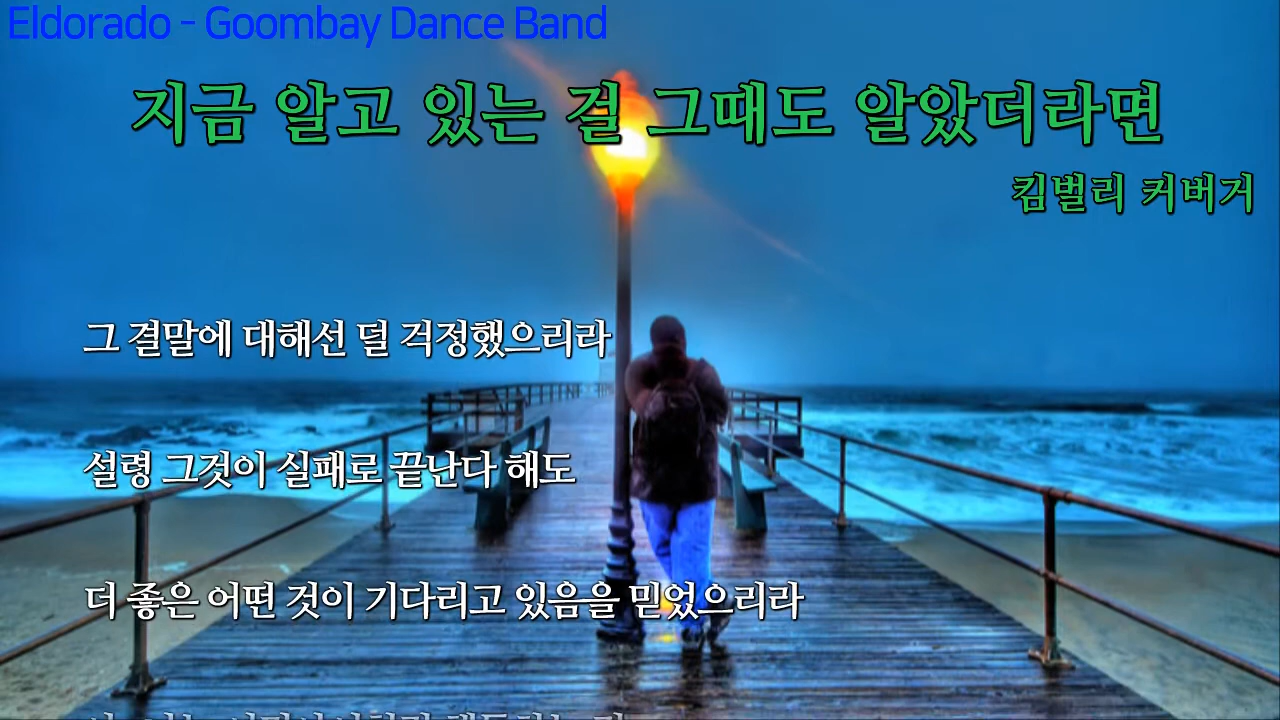 Eldorado - Goombay Dance Band
지금 알고 있는 걸 그때도 알았더라면
킴벌리 커버거
그 결말에 대해선 덜 걱정했으리라
설령 그것이 실패로 끝난다 해도
더 좋은 어떤 것이 기다리고 있음을 믿었으리라